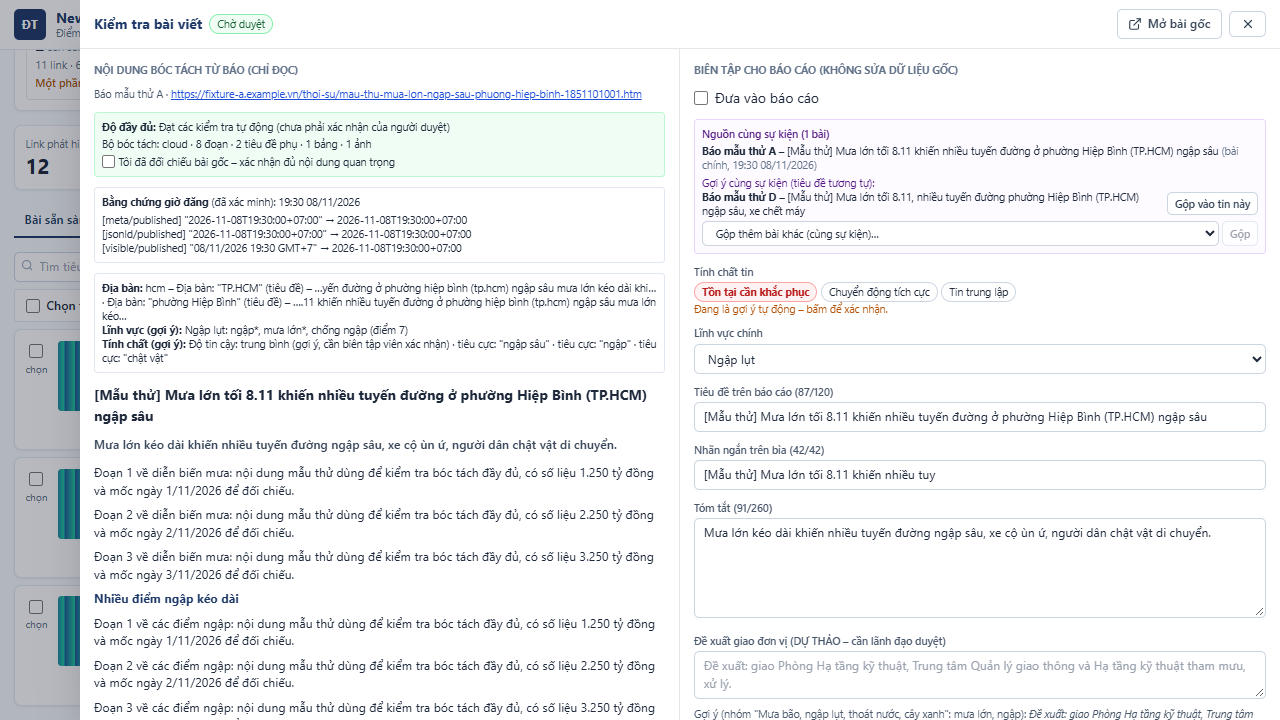 ĐT
New
Điểm
11 link · 6
Một phần
Link phát hi
12
Bài sẵn sà
Tìm tiêu
Chọn t
chọn
chọn
chọn
Kiểm tra bài viết
Chờ duyệt
Mở bài gốc
✕
NỘI DUNG BÓC TÁCH TỪ BÁO (CHỈ ĐỌC)
Báo mẫu thử A · https://fixture-a.example.vn/thoi-su/mau-thu-mua-lon-ngap-sau-phuong-hiep-binh-1851101001.htm
Độ đầy đủ: Đạt các kiểm tra tự động (chưa phải xác nhận của người duyệt)
Bộ bóc tách: cloud · 8 đoạn · 2 tiêu đề phụ · 1 bảng · 1 ảnh
Tôi đã đối chiếu bài gốc – xác nhận đủ nội dung quan trọng
Bằng chứng giờ đăng (đã xác minh): 19:30 08/11/2026
[meta/published] "2026-11-08T19:30:00+07:00" → 2026-11-08T19:30:00+07:00
[jsonld/published] "2026-11-08T19:30:00+07:00" → 2026-11-08T19:30:00+07:00
[visible/published] "08/11/2026 19:30 GMT+7" → 2026-11-08T19:30:00+07:00
Địa bàn: hcm – Địa bàn: "TP.HCM" (tiêu đề) – ...yến đường ở phường hiệp bình (tp.hcm) ngập sâu mưa lớn kéo dài khi...
· Địa bàn: "phường Hiệp Bình" (tiêu đề) – ....11 khiến nhiều tuyến đường ở phường hiệp bình (tp.hcm) ngập sâu mưa lớn
kéo...
Lĩnh vực (gợi ý): Ngập lụt: ngập*, mưa lớn*, chống ngập (điểm 7)
Tính chất (gợi ý): Độ tin cậy: trung bình (gợi ý, cần biên tập viên xác nhận) · tiêu cực: "ngập sâu" · tiêu cực: "ngập" · tiêu
cực: "chật vật"
[Mẫu thử] Mưa lớn tối 8.11 khiến nhiều tuyến đường ở phường Hiệp Bình (TP.HCM)
ngập sâu
Mưa lớn kéo dài khiến nhiều tuyến đường ngập sâu, xe cộ ùn ứ, người dân chật vật di chuyển.
Đoạn 1 về diễn biến mưa: nội dung mẫu thử dùng để kiểm tra bóc tách đầy đủ, có số liệu 1.250 tỷ đồng
và mốc ngày 1/11/2026 để đối chiếu.
Đoạn 2 về diễn biến mưa: nội dung mẫu thử dùng để kiểm tra bóc tách đầy đủ, có số liệu 2.250 tỷ đồng
và mốc ngày 2/11/2026 để đối chiếu.
Đoạn 3 về diễn biến mưa: nội dung mẫu thử dùng để kiểm tra bóc tách đầy đủ, có số liệu 3.250 tỷ đồng
và mốc ngày 3/11/2026 để đối chiếu.
Nhiều điểm ngập kéo dài
Đoạn 1 về các điểm ngập: nội dung mẫu thử dùng để kiểm tra bóc tách đầy đủ, có số liệu 1.250 tỷ đồng
và mốc ngày 1/11/2026 để đối chiếu.
Đoạn 2 về các điểm ngập: nội dung mẫu thử dùng để kiểm tra bóc tách đầy đủ, có số liệu 2.250 tỷ đồng
và mốc ngày 2/11/2026 để đối chiếu.
Đoạn 3 về các điểm ngập: nội dung mẫu thử dùng để kiểm tra bóc tách đầy đủ, có số liệu 3.250 tỷ đồng
BIÊN TẬP CHO BÁO CÁO (KHÔNG SỬA DỮ LIỆU GỐC)
Đưa vào báo cáo
Nguồn cùng sự kiện (1 bài)
Báo mẫu thử A – [Mẫu thử] Mưa lớn tối 8.11 khiến nhiều tuyến đường ở phường Hiệp Bình (TP.HCM) ngập sâu (bài
chính, 19:30 08/11/2026)
Gợi ý cùng sự kiện (tiêu đề tương tự):
Báo mẫu thử D – [Mẫu thử] Mưa lớn tối 8.11, nhiều tuyến đường phường Hiệp Bình (TP.HCM)
ngập sâu, xe chết máy
Gộp vào tin này
Gộp thêm bài khác (cùng sự kiện)...
Gộp
Tính chất tin
Tồn tại cần khắc phục
Chuyển động tích cực
Tin trung lập
Đang là gợi ý tự động – bấm để xác nhận.
Lĩnh vực chính
Ngập lụt
Tiêu đề trên báo cáo (87/120)
[Mẫu thử] Mưa lớn tối 8.11 khiến nhiều tuyến đường ở phường Hiệp Bình (TP.HCM) ngập sâu
Nhãn ngắn trên bìa (42/42)
[Mẫu thử] Mưa lớn tối 8.11 khiến nhiều tuy
Tóm tắt (91/260)
Mưa lớn kéo dài khiến nhiều tuyến đường ngập sâu, xe cộ ùn ứ, người dân chật vật di chuyển.
Đề xuất giao đơn vị (DỰ THẢO – cần lãnh đạo duyệt)
Đề xuất: giao Phòng Hạ tầng kỹ thuật, Trung tâm Quản lý giao thông và Hạ tầng kỹ thuật tham mưu,
xử lý.
Gợi ý (nhóm "Mưa bão, ngập lụt, thoát nước, cây xanh": mưa lớn, ngập): Đề xuất: giao Phòng Hạ tầng kỹ thuật, Trung tâm